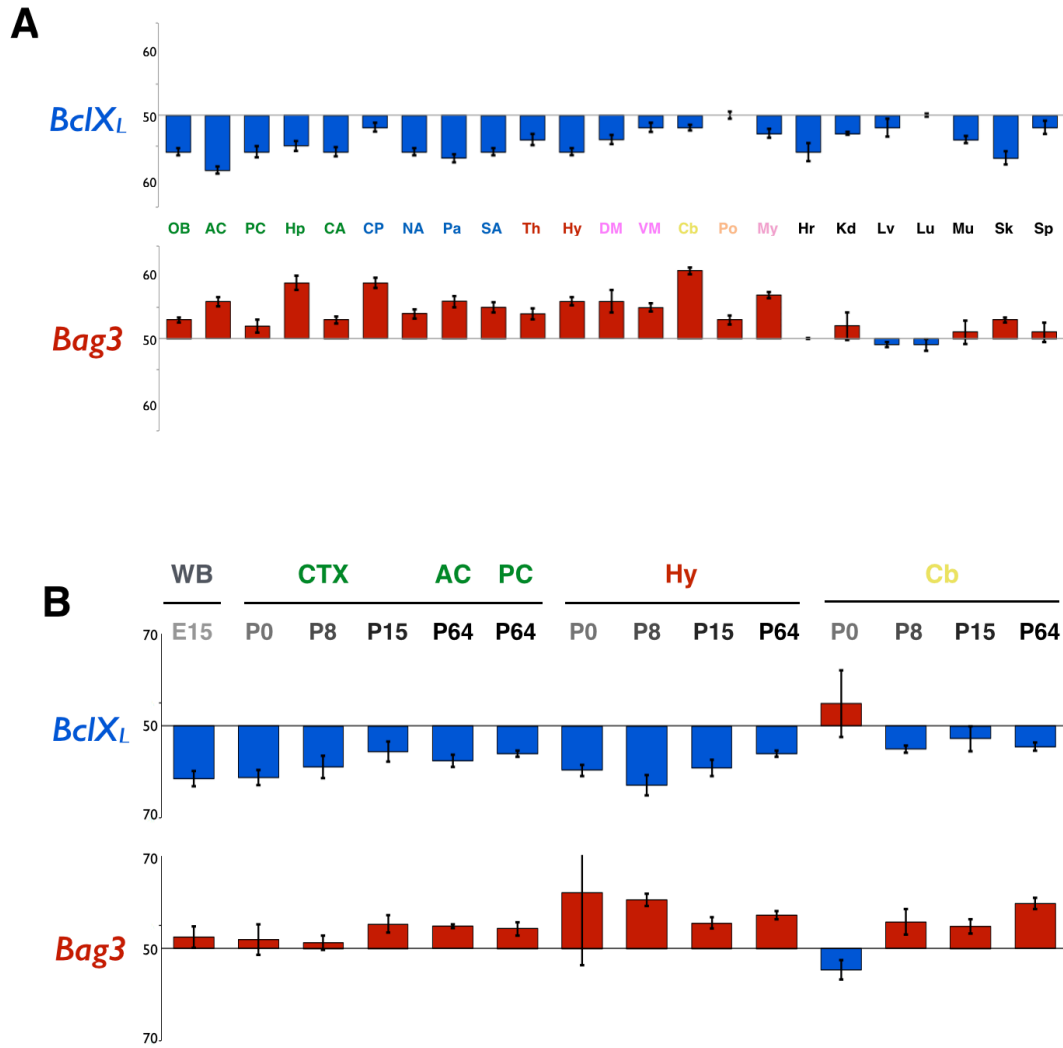 A
60
BclXL
50
60
OB AC PC Hp CA CP NA Pa SA Th Hy DM VM Cb Po My Hr Kd Lv Lu Mu Sk Sp
60
Bag3
50
60
WB CTX AC PC Hy Cb
B
E15 P0 P8 P15 P64 P64 P0 P8 P15 P64 P0 P8 P15 P64
70
BclXL
50
70
70
Bag3
50
70